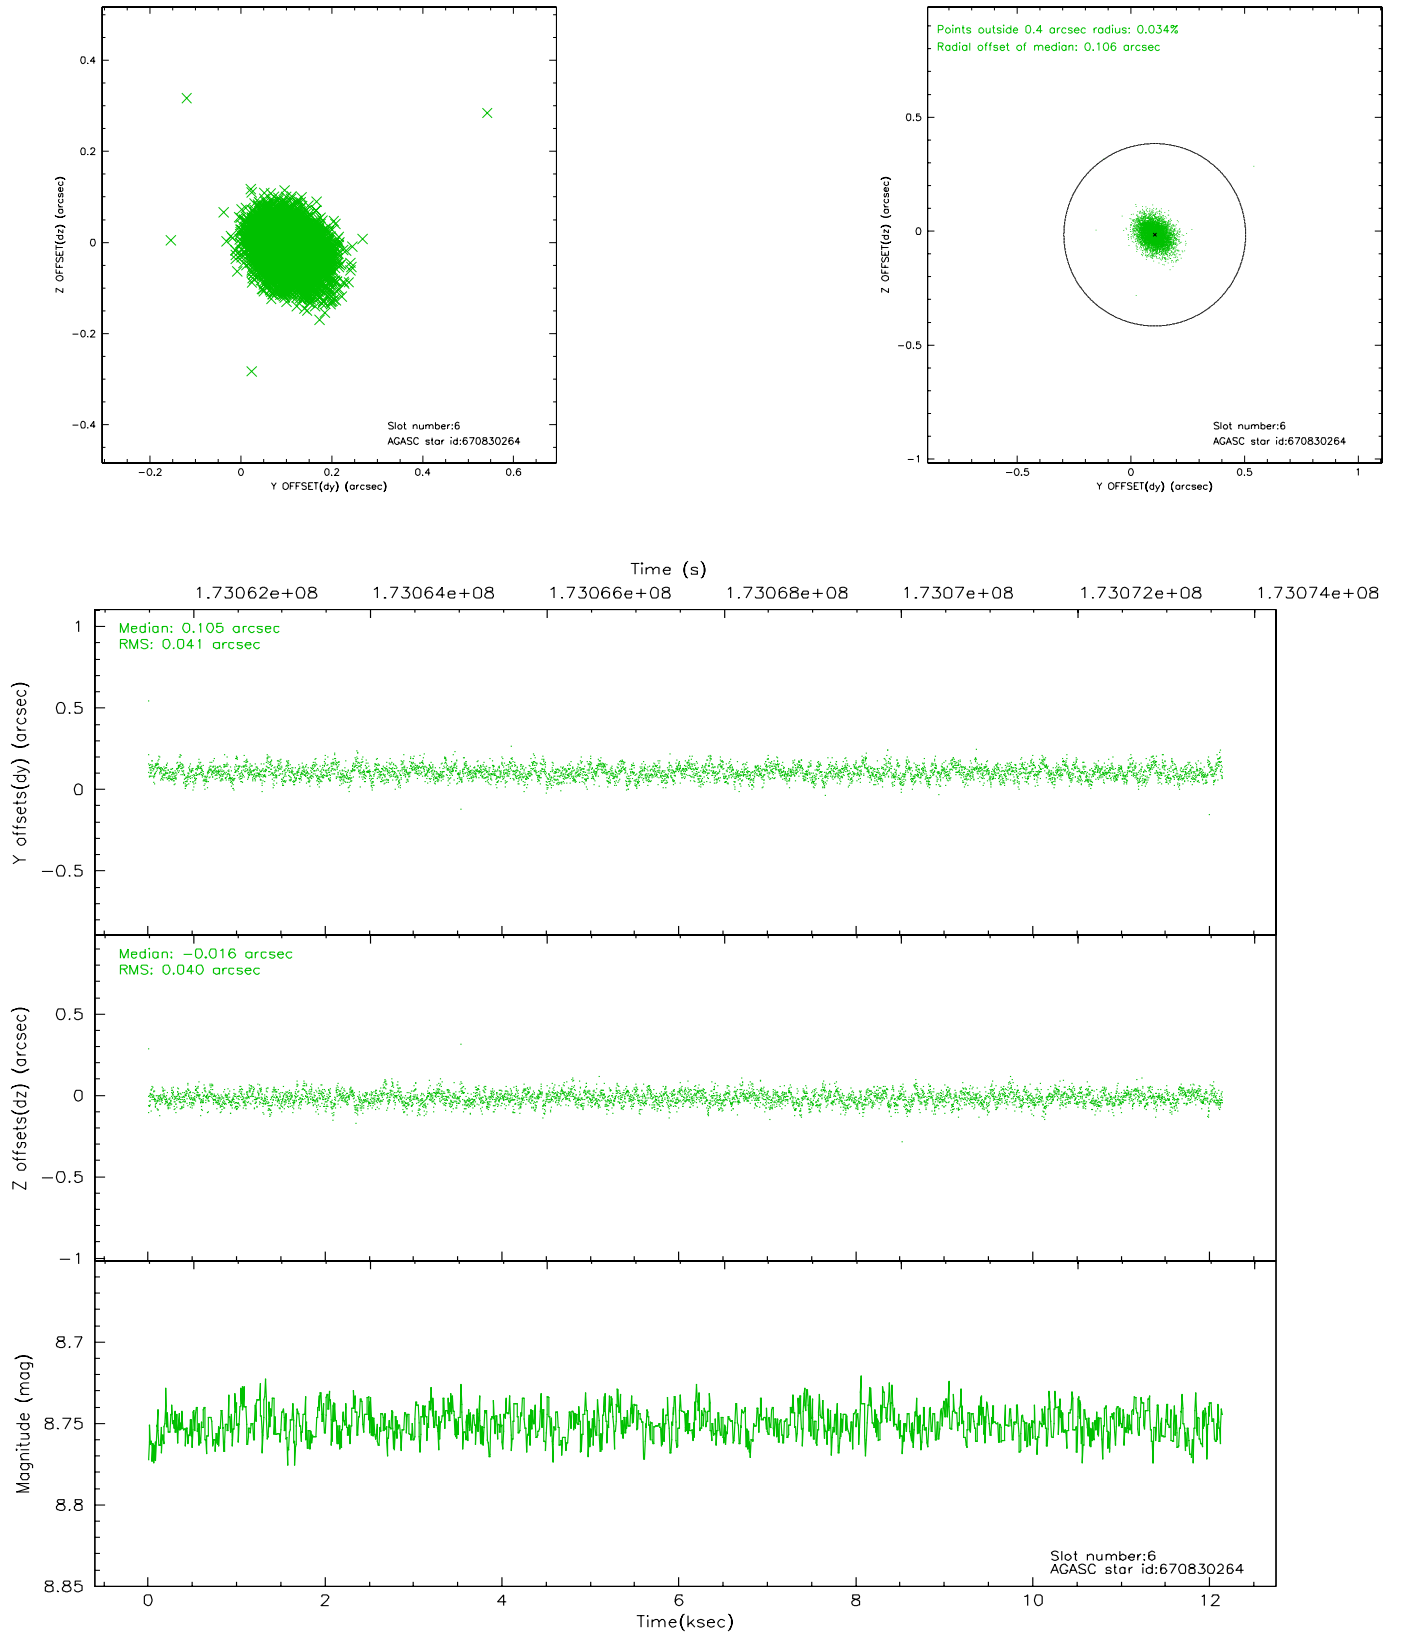 0.4
0.2
0
−0.2
−0.4
Z OFFSET(dz) (arcsec)
Slot number:6
AGASC star id:670830264
−0.2 0 0.2 0.4 0.6
Y OFFSET(dy) (arcsec)
Points outside 0.4 arcsec radius: 0.034%
Radial offset of median: 0.106 arcsec
0.5
0
−0.5
−1
Z OFFSET(dz) (arcsec)
Slot number:6
AGASC star id:670830264
−0.5 0 0.5 1
Y OFFSET(dy) (arcsec)
Time (s)
1.73062e+08 1.73064e+08 1.73066e+08 1.73068e+08 1.7307e+08 1.73072e+08 1.73074e+08
Median: 0.105 arcsec
RMS: 0.041 arcsec
1
0.5
0
−0.5
Y offsets(dy) (arcsec)
Median: −0.016 arcsec
RMS: 0.040 arcsec
0.5
0
−0.5
−1
Z offsets(dz) (arcsec)
8.7
8.75
8.8
8.85
Magnitude (mag)
Slot number:6
AGASC star id:670830264
0 2 4 6 8 10 12
Time(ksec)